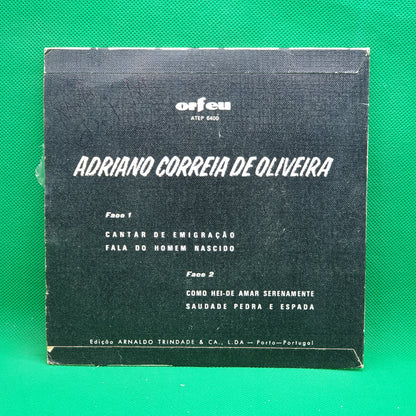 orfeu
ATEP 6400
ADRIANO CORREIA DE OLIVEIRA
Face 1
CANTAR DE EMIGRAÇÃO
FALA DO HOMEM NASCIDO
Face 2
COMO HEI-DE AMAR SERENAMENTE
SAUDADE PEDRA E ESPADA
Edição ARNALDO TRINDADE & CA., L.DA — Porto-Portugal